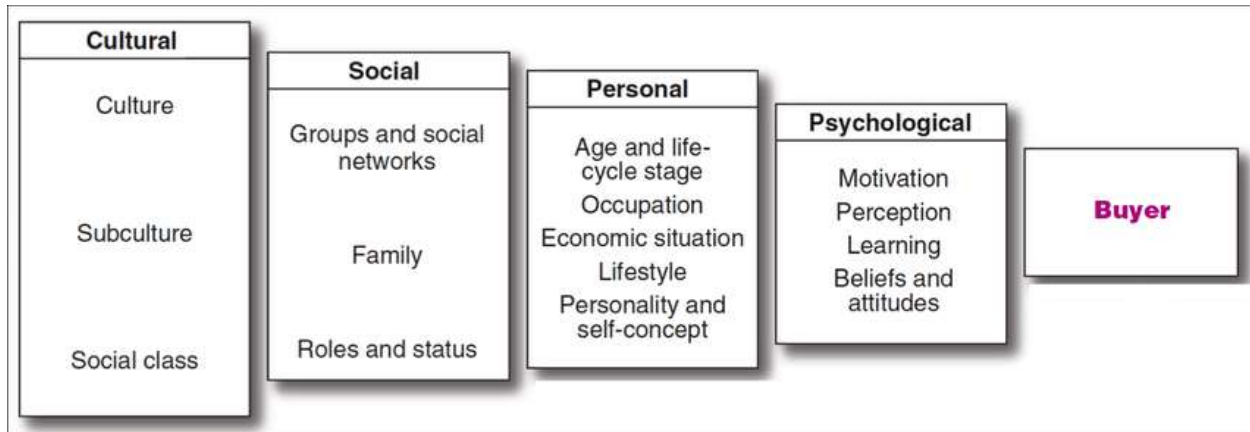 Cultural
Culture
Subculture
Social class
Social
Groups and social
networks
Family
Roles and status
Personal
Age and life-
cycle stage
Occupation
Economic situation
Lifestyle
Personality and
self-concept
Psychological
Motivation
Perception
Learning
Beliefs and
attitudes
Buyer